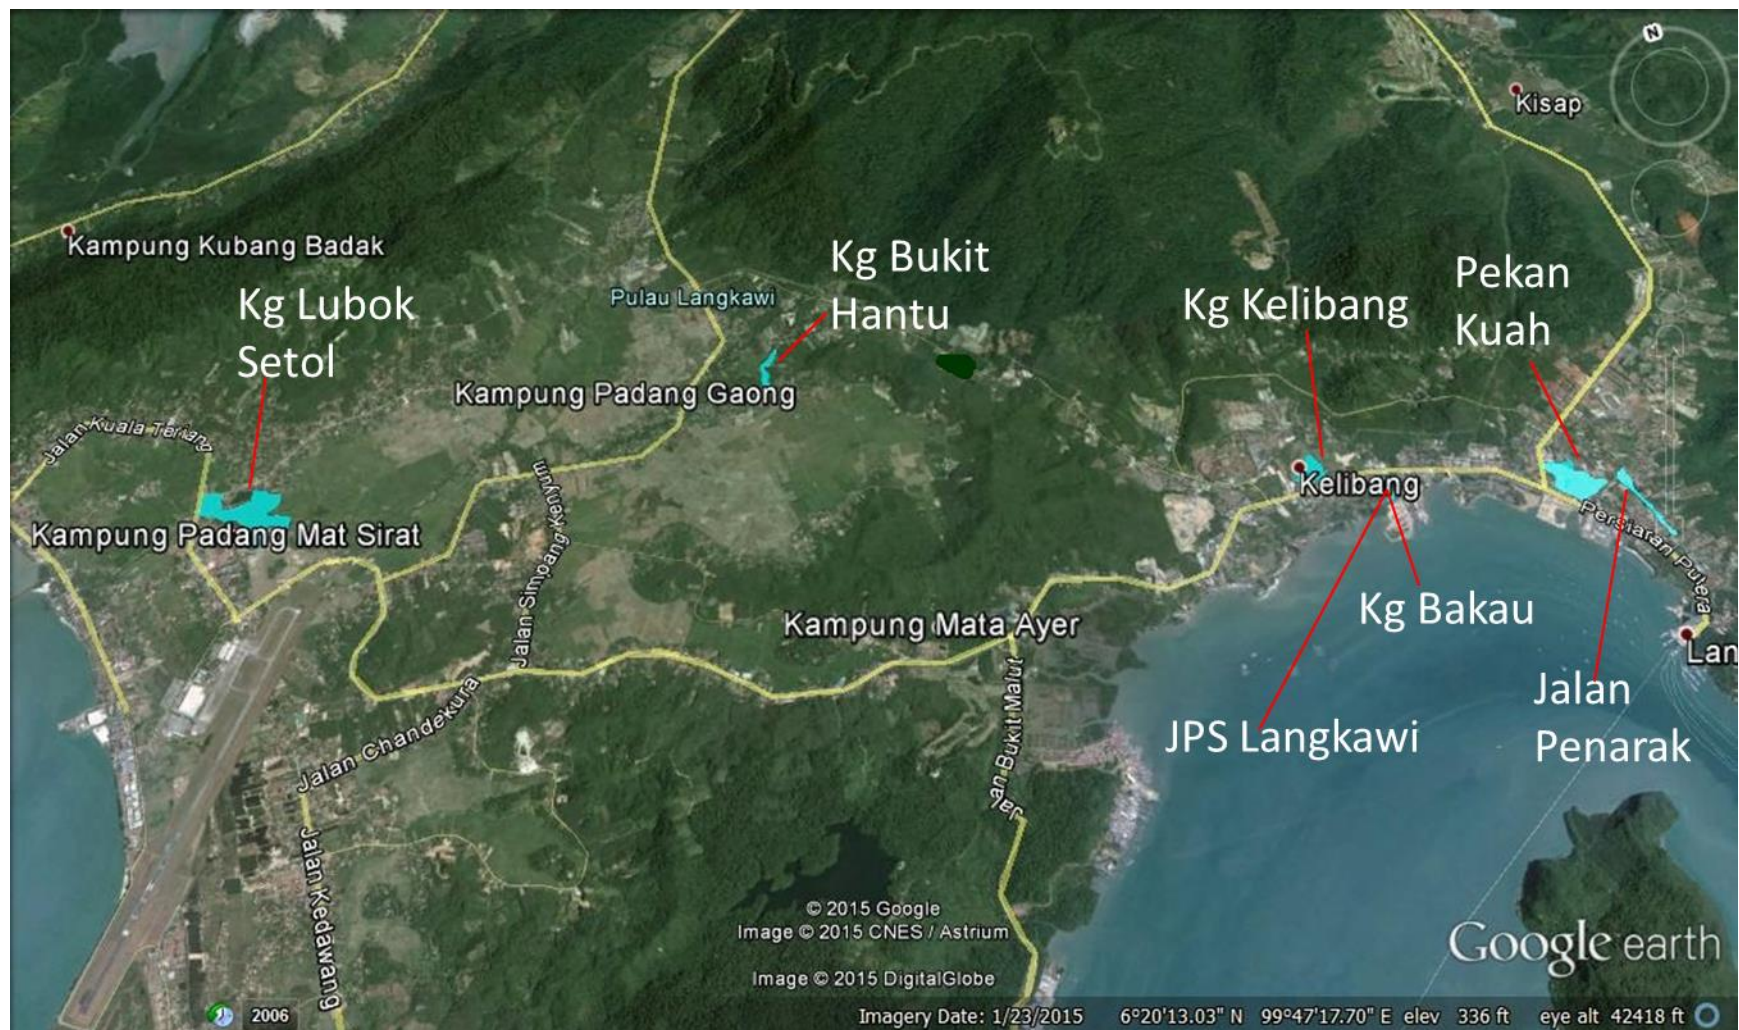 N
Kisap
Kampung Kubang Badak
Kg Bukit
Hantu
Pekan
Kuah
Kg Lubok
Setol
Pulau Langkawi
Kg Kelibang
Kampung Padang Gaong
Jalan Kuala Teriang
Kelibang
Kampung Padang Mat Sirat
Jalan Simpang Kenyum
Persiaran Putera
Kg Bakau
Kampung Mata Ayer
Lan
Jalan Chandekura
an Bukit Malut
Jal
JPS Langkawi
Jalan
Penarak
Jalan Kedawang
© 2015 Google
Image © 2015 CNES / Astrium
Image © 2015 DigitalGlobe
Google earth
2006
Imagery Date: 1/23/2015 6°20'13.03" N 99°47'17.70" E elev 336 ft eye alt 42418 ft